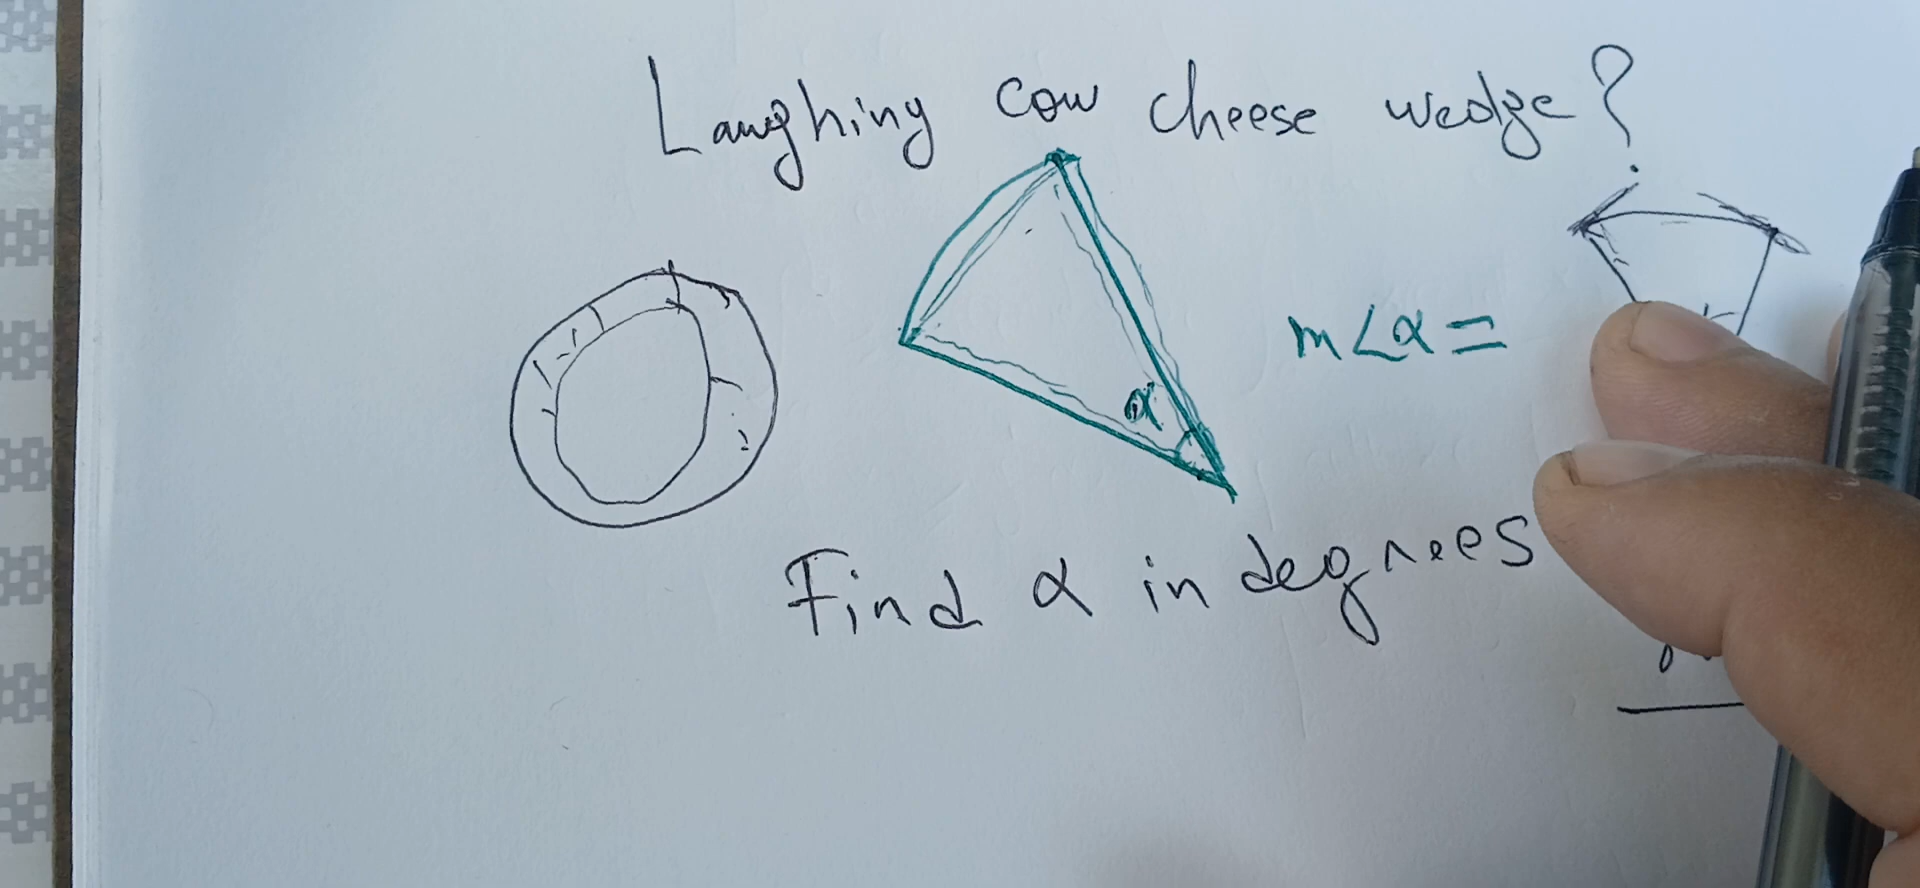 Laughing cow cheese wedge?
α
m∠α =
Find α in degrees